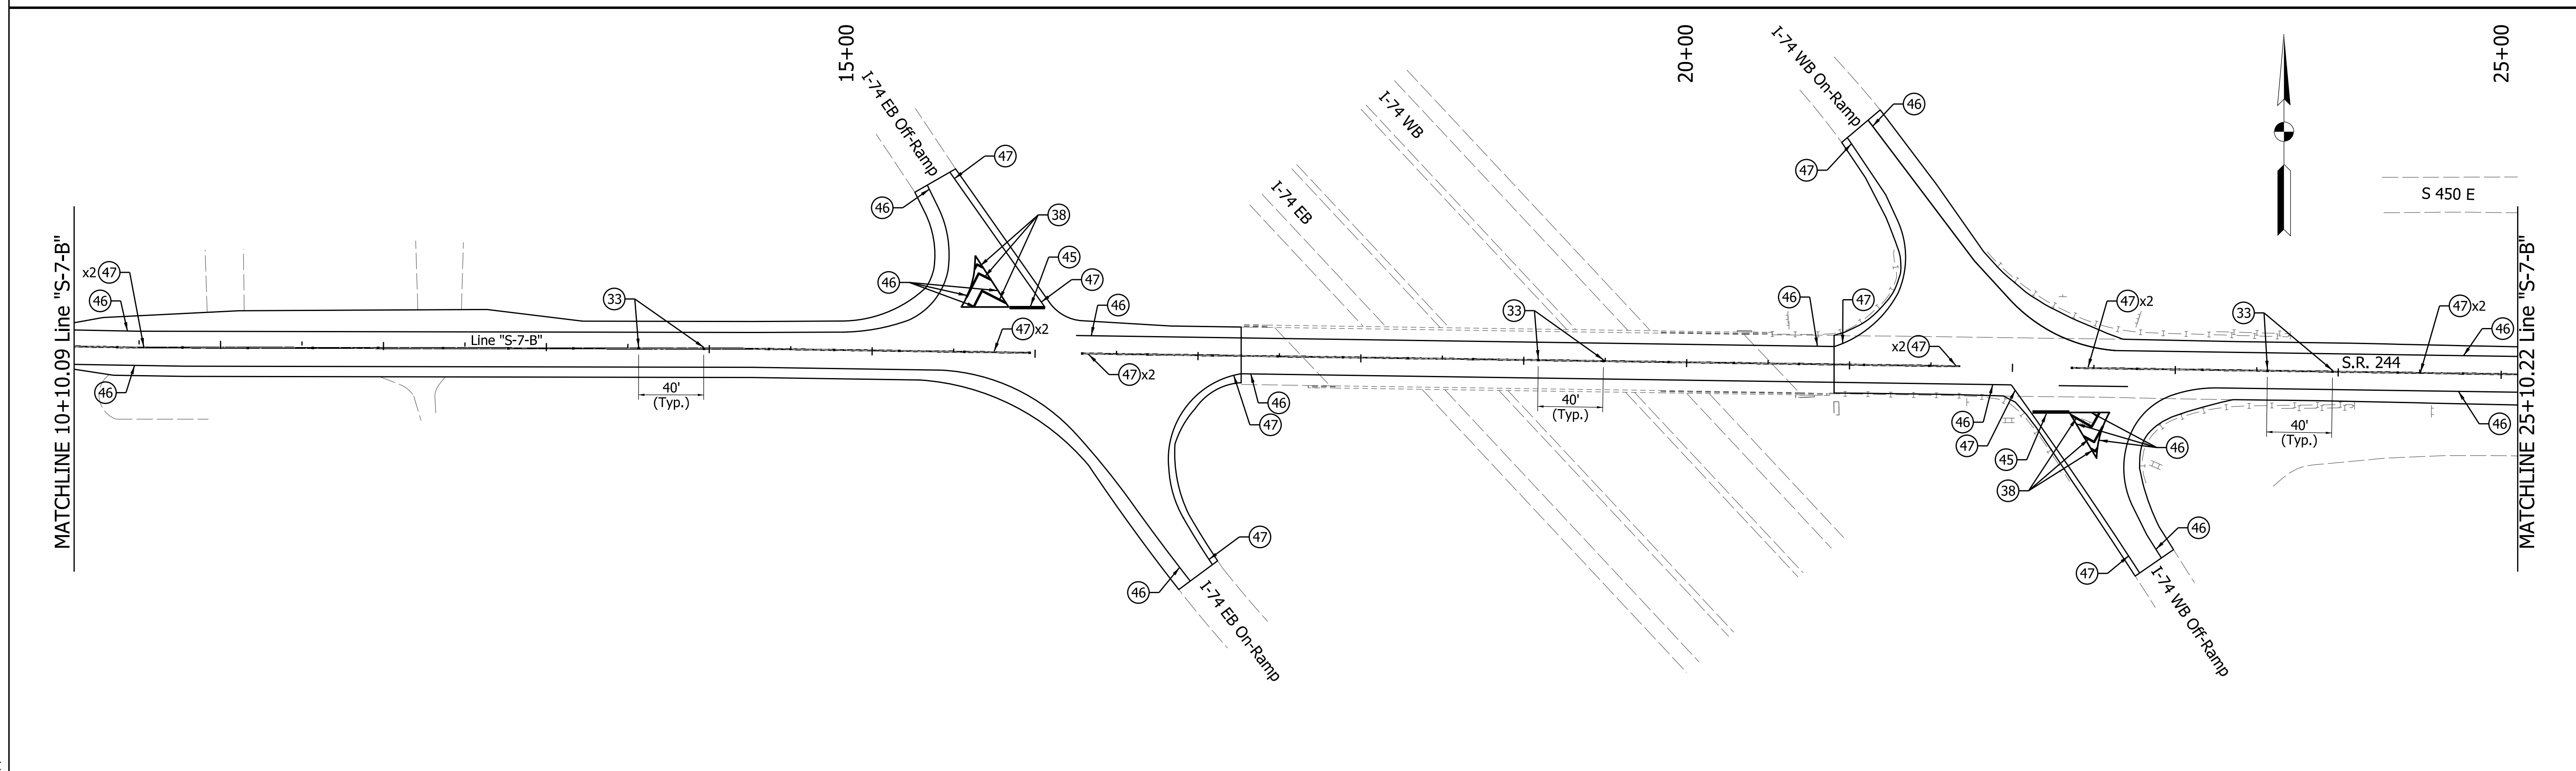 15+00
20+00
25+00
I-74 EB Off-Ramp
I-74 WB
I-74 WB On-Ramp
46
47
47
46
I-74 EB
S 450 E
38
MATCHLINE 10+10.09 Line "S-7-B"
MATCHLINE 25+10.22 Line "S-7-B"
x2 47
46
45
47
46
33
46
33
46
47
47 x2
33
47 x2
46
Line "S-7-B"
47 x2
x2 47
S.R. 244
46
40'
(Typ.)
47 x2
46
47
40'
(Typ.)
46
47
45
38
46
40'
(Typ.)
46
47
46
I-74 EB On-Ramp
46
47
I-74 WB Off-Ramp